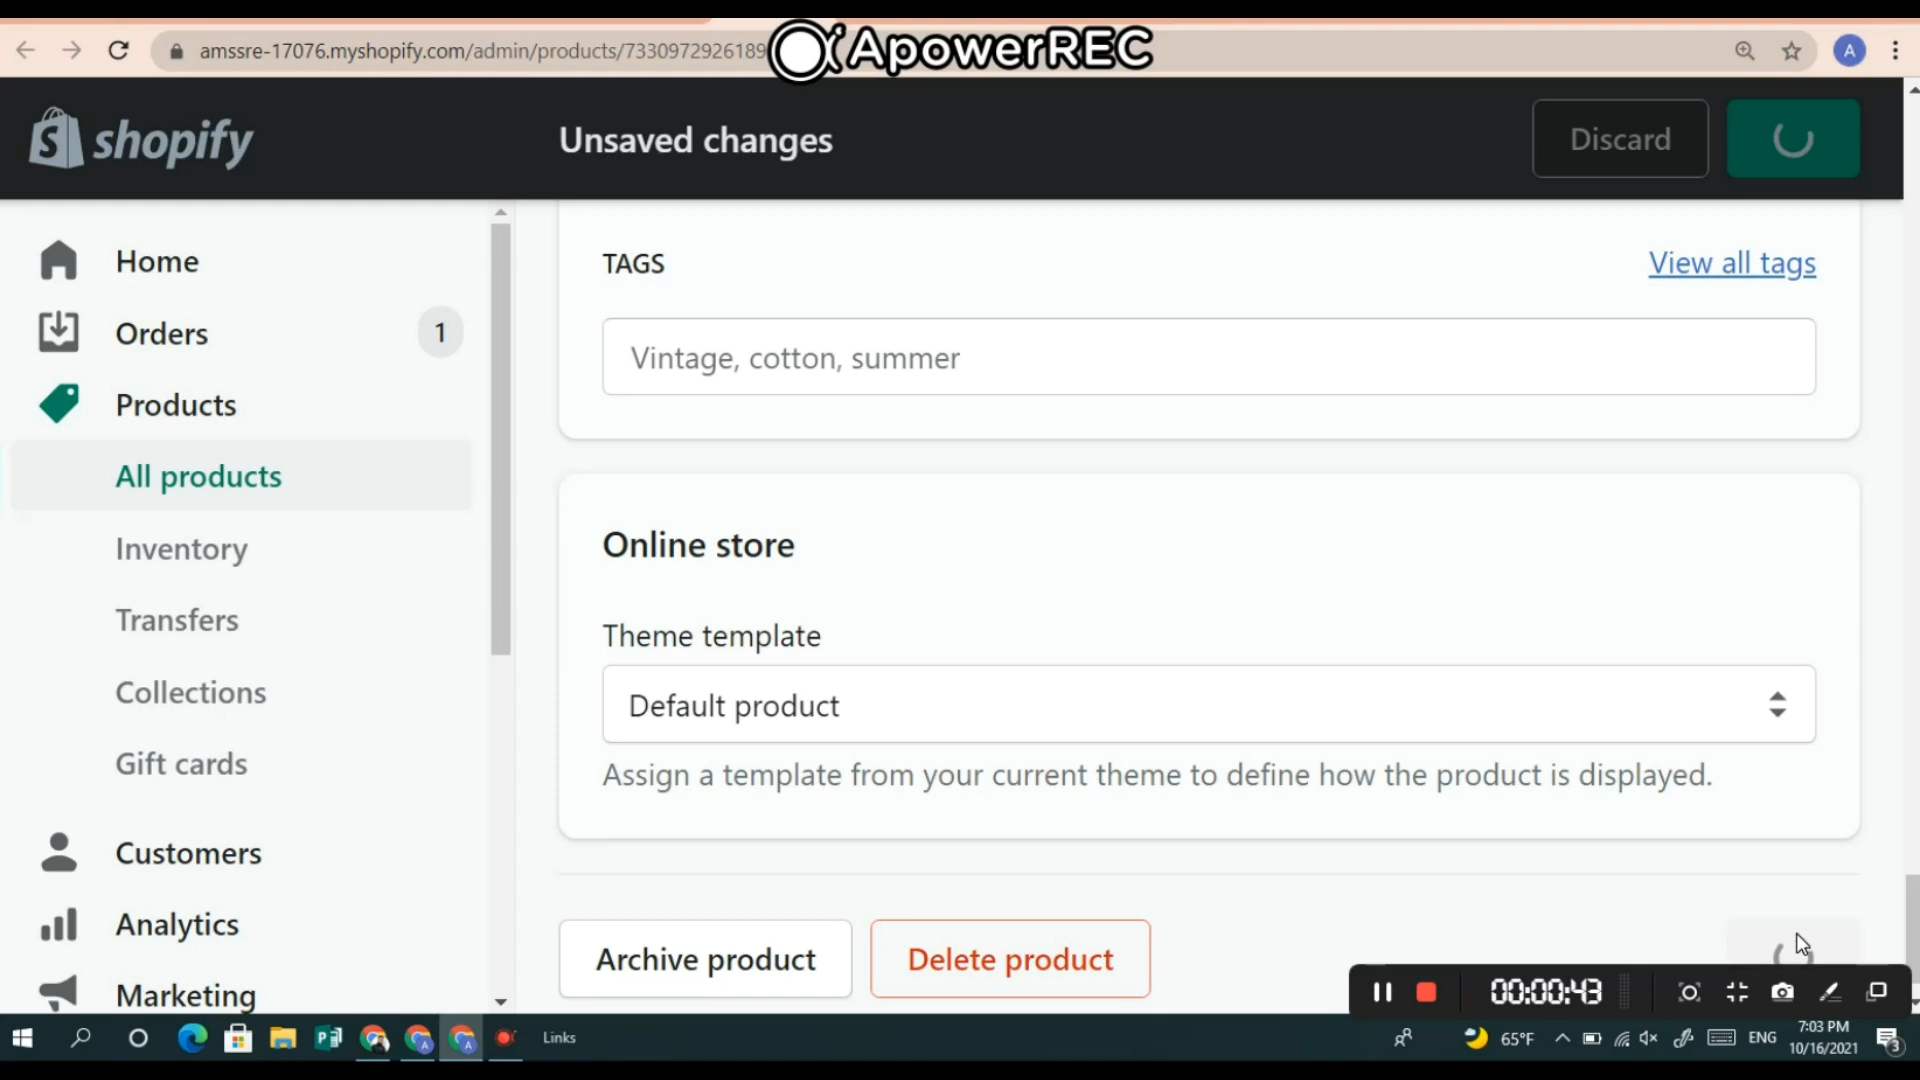 amssre-17076.myshopify.com/admin/products/7330972926189
ApowerREC
A
shopify
Unsaved changes
Discard
Home
Orders
1
Products
All products
Inventory
Transfers
Collections
Gift cards
Customers
Analytics
Marketing
TAGS
View all tags
Vintage, cotton, summer
Online store
Theme template
Default product
Assign a template from your current theme to define how the product is displayed.
Archive product
Delete product
00:00:43
Links
65°F
ENG
7:03 PM
10/16/2021
3